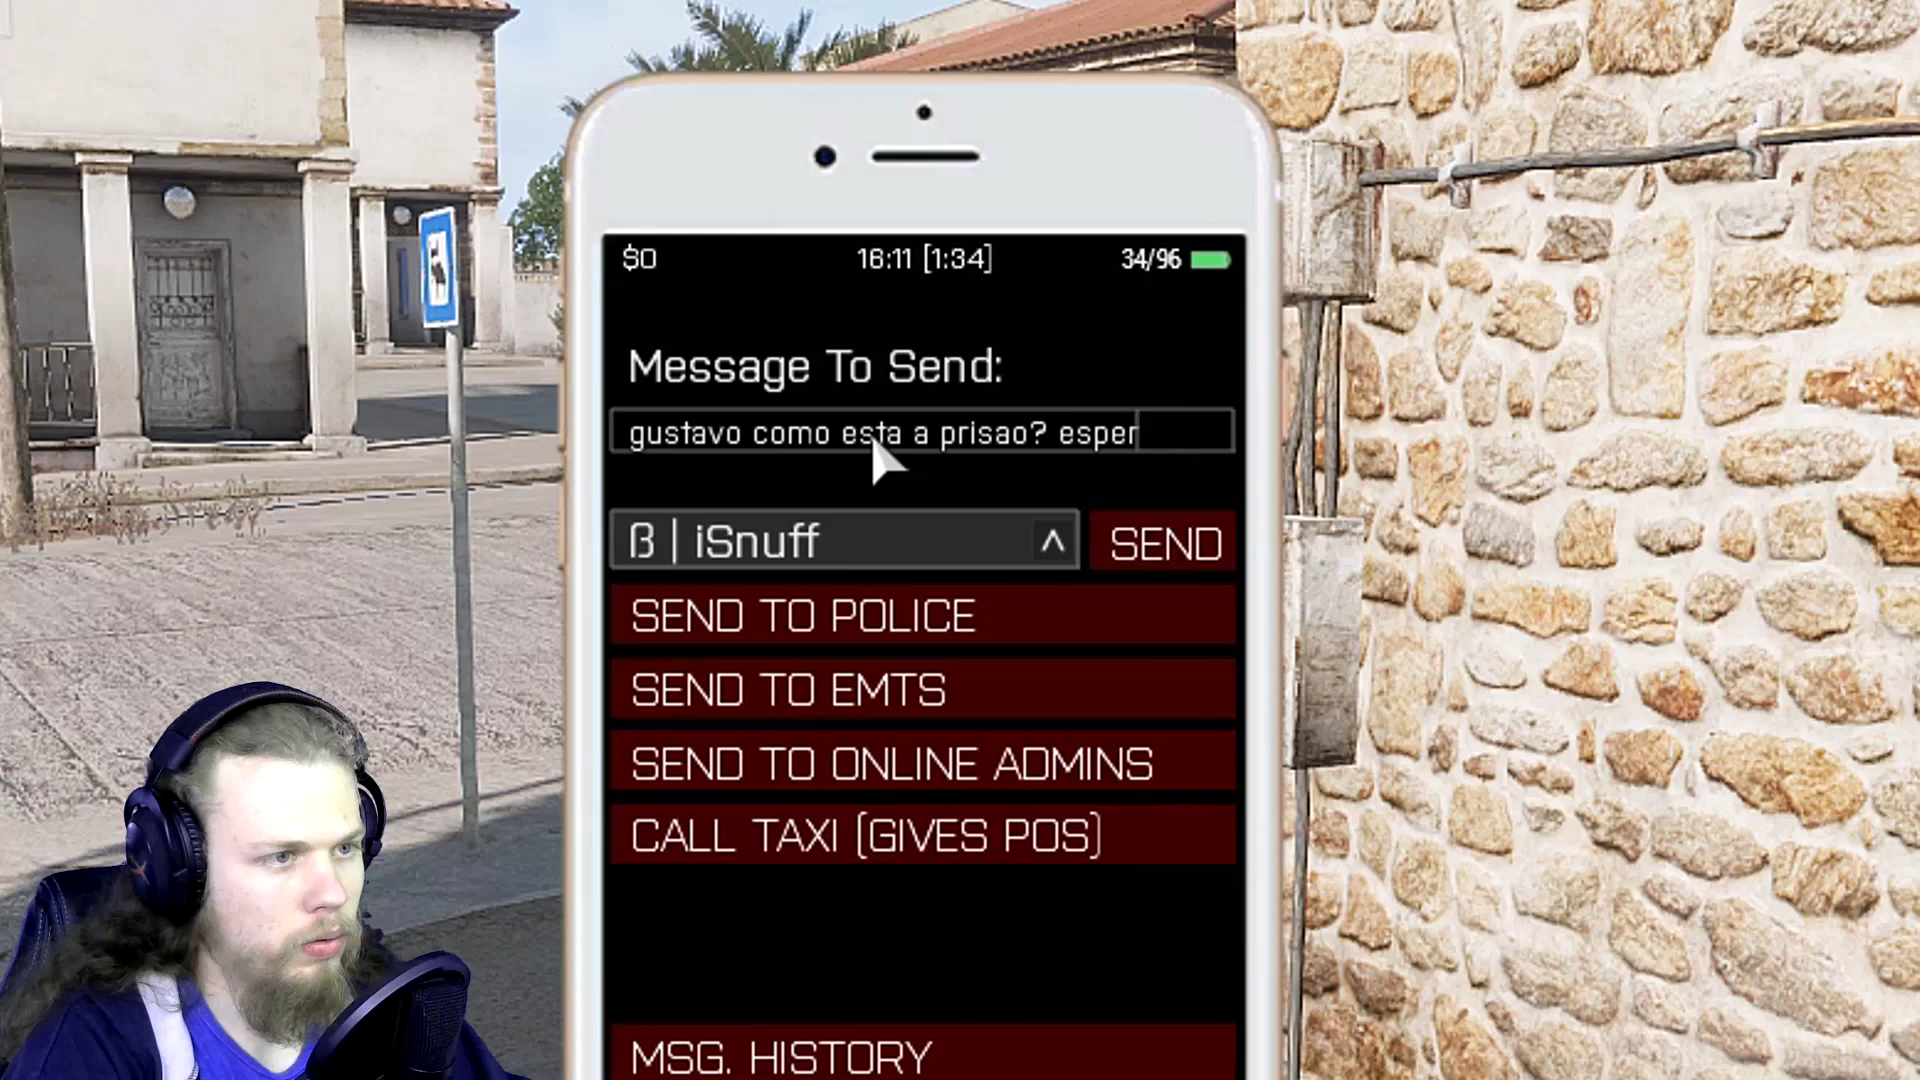 $0 16:11 [1:34] 34/96
Message To Send:
gustavo como esta a prisao? esper
ß | iSnuff ʌ SEND
SEND TO POLICE
SEND TO EMTS
SEND TO ONLINE ADMINS
CALL TAXI (GIVES POS)
MSG. HISTORY